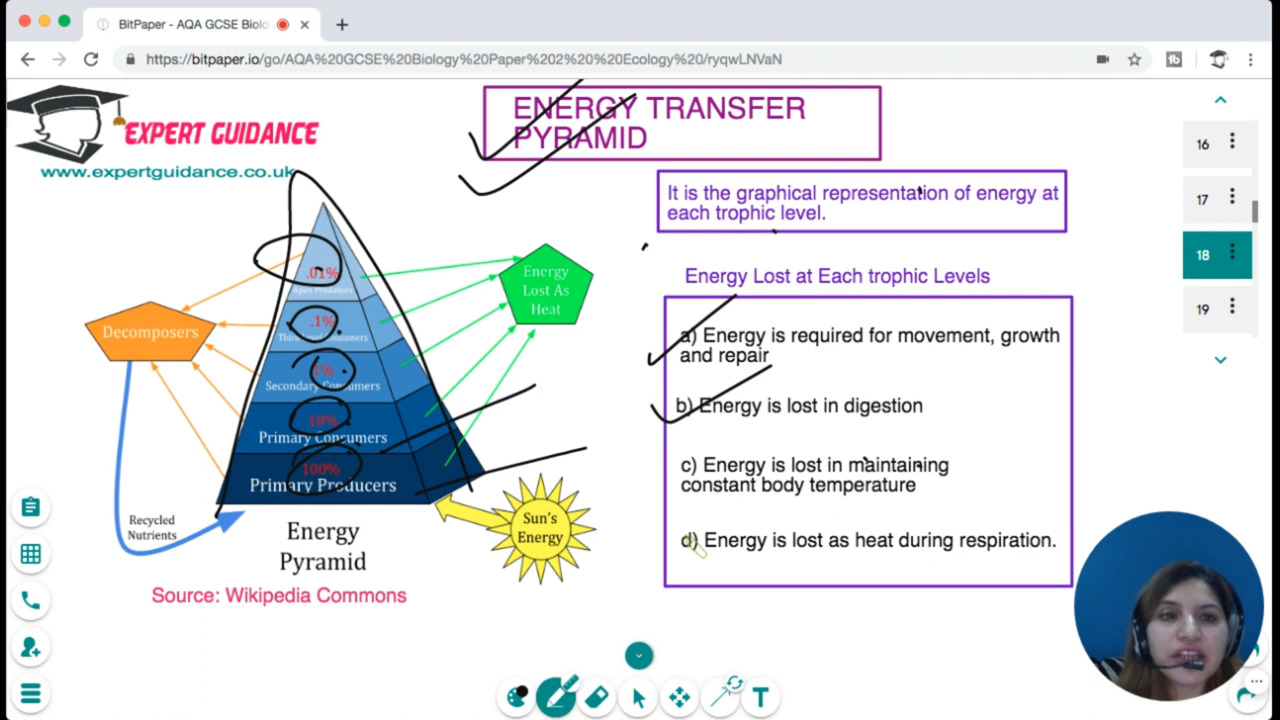 BitPaper - AQA GCSE Biolo
https://bitpaper.io/go/AQA%20GCSE%20Biology%20Paper%202%20%20Ecology%20/ryqwLNVaN
EXPERT GUIDANCE
www.expertguidance.co.uk
ENERGY TRANSFER
PYRAMID
It is the graphical representation of energy at
each trophic level.
Energy Lost at Each trophic Levels
a) Energy is required for movement, growth
and repair
b) Energy is lost in digestion
c) Energy is lost in maintaining
constant body temperature
d) Energy is lost as heat during respiration.
.01%
Apex Predators
.1%
Third Level Consumers
1%
Secondary Consumers
10%
Primary Consumers
100%
Primary Producers
Decomposers
Energy
Lost As
Heat
Recycled
Nutrients
Sun's
Energy
Energy
Pyramid
Source: Wikipedia Commons
16
17
18
19
T